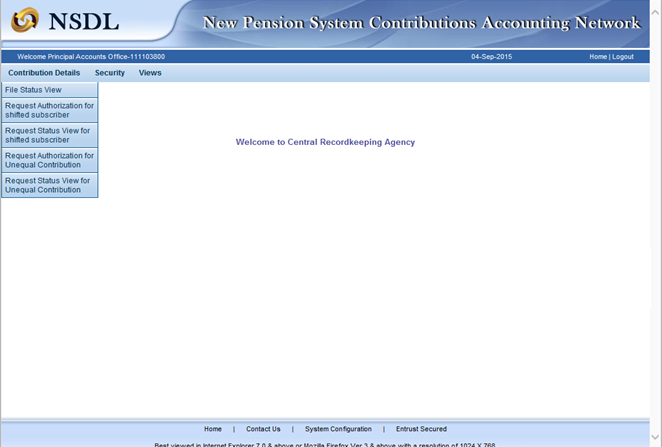 NSDL
New Pension System Contributions Accounting Network
Welcome Principal Accounts Office-111103800 04-Sep-2015 Home | Logout
Contribution Details Security Views
File Status View
Request Authorization for
shifted subscriber
Request Status View for
shifted subscriber
Request Authorization for
Unequal Contribution
Request Status View for
Unequal Contribution
Welcome to Central Recordkeeping Agency
Home | Contact Us | System Configuration | Entrust Secured
Best viewed in Internet Explorer 7.0 & above or Mozilla Firefox Ver 3 & above with a resolution of 1024 X 768.